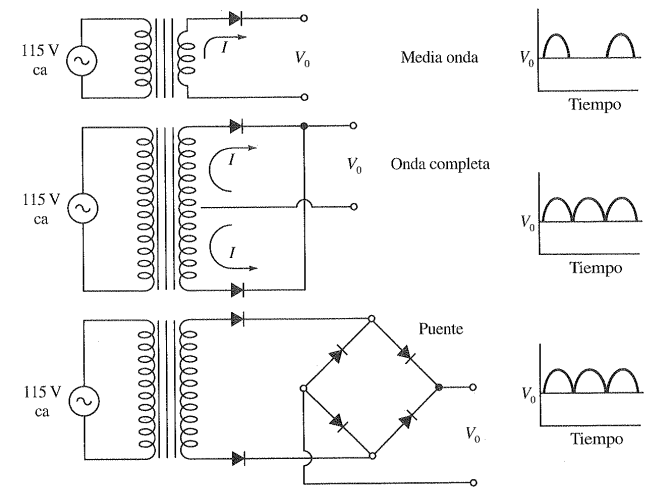 115 V
ca
I
V₀
Media onda
V₀
Tiempo
115 V
ca
I
I
V₀
Onda completa
V₀
Tiempo
115 V
ca
Puente
V₀
V₀
Tiempo